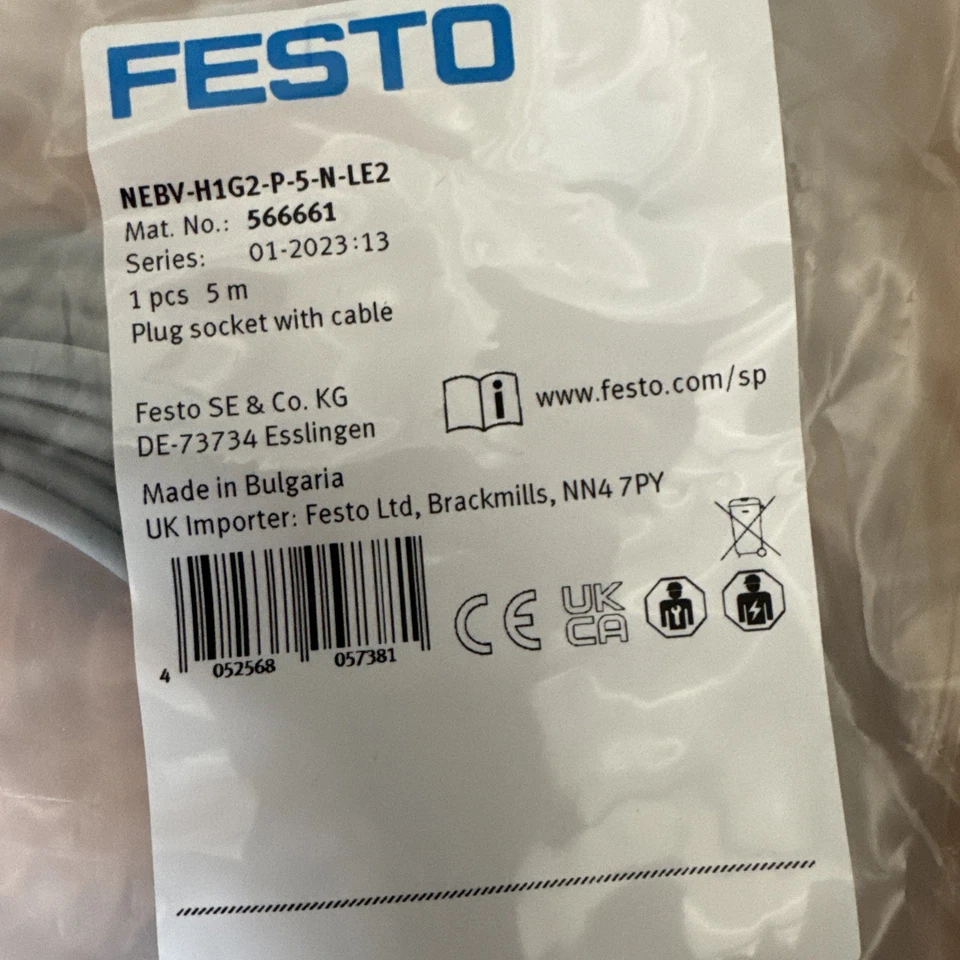 FESTO
NEBV-H1G2-P-5-N-LE2
Mat. No.: 566661
Series: 01-2023:13
1 pcs 5 m
Plug socket with cable
Festo SE & Co. KG
DE-73734 Esslingen
www.festo.com/sp
Made in Bulgaria
UK Importer: Festo Ltd, Brackmills, NN4 7PY
4 052568 057381
CE
UK
CA